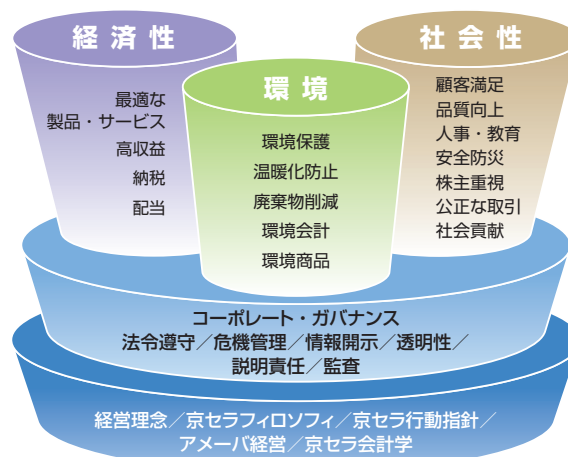 経済性
最適な
製品・サービス
高収益
納税
配当
環境
環境保護
温暖化防止
廃棄物削減
環境会計
環境商品
社会性
顧客満足
品質向上
人事・教育
安全防災
株主重視
公正な取引
社会貢献
コーポレート・ガバナンス
法令遵守／危機管理／情報開示／透明性／
説明責任／監査
経営理念／京セラフィロソフィ／京セラ行動指針／
アメーバ経営／京セラ会計学